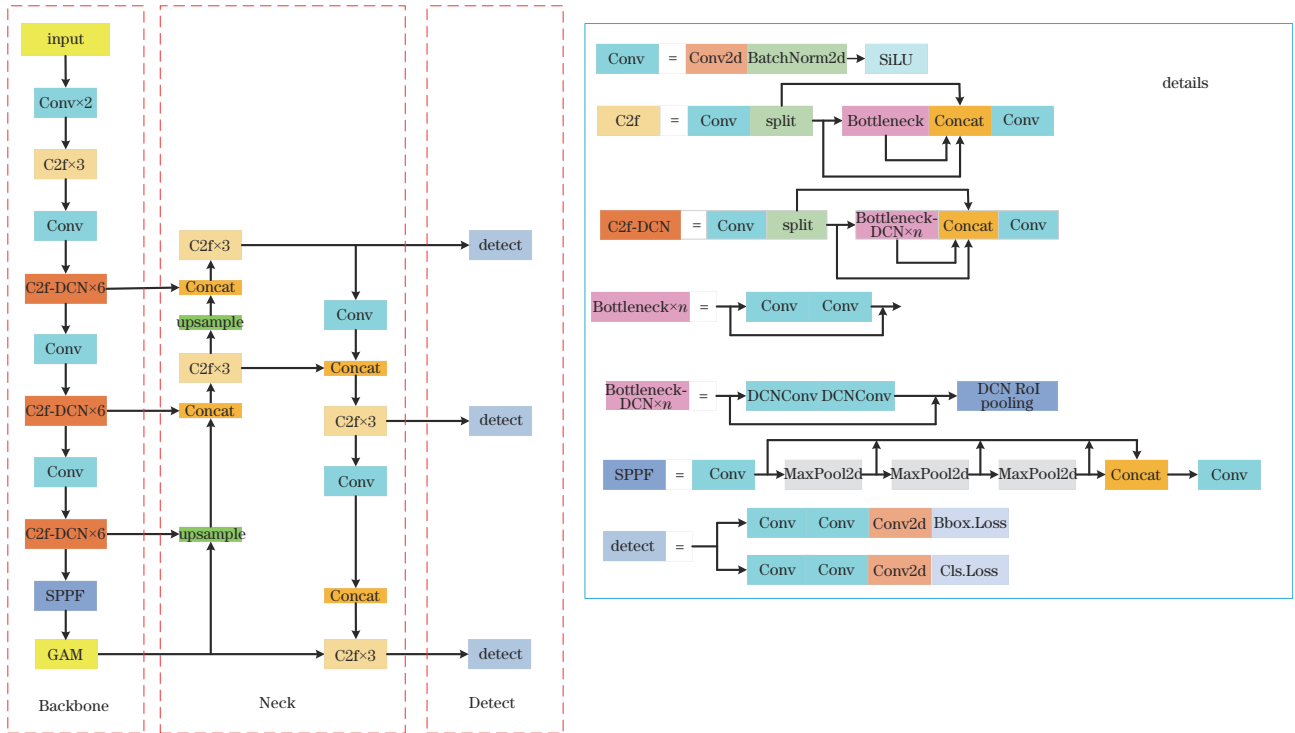 input
Conv×2
C2f×3
Conv
C2f-DCN×6
Conv
C2f-DCN×6
Conv
C2f-DCN×6
SPPF
GAM
Backbone
C2f×3
Concat
upsample
C2f×3
Concat
upsample
Conv
Concat
C2f×3
Conv
Concat
C2f×3
Neck
detect
detect
detect
Detect
details
Conv = Conv2d BatchNorm2d SiLU
C2f = Conv split Bottleneck Concat Conv
C2f-DCN = Conv split Bottleneck-
DCN×n Concat Conv
Bottleneck×n = Conv Conv
Bottleneck-
DCN×n = DCNConv DCNConv DCN RoI
pooling
SPPF = Conv MaxPool2d MaxPool2d MaxPool2d Concat Conv
detect =
Conv Conv Conv2d Bbox.Loss
Conv Conv Conv2d Cls.Loss